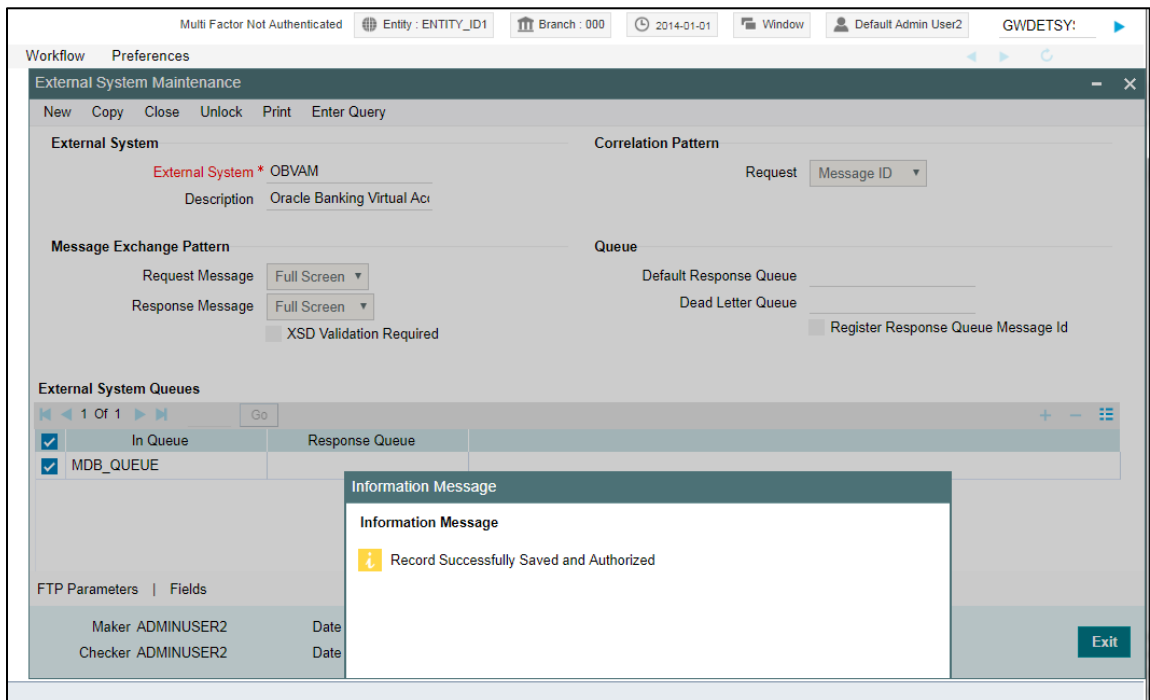 Multi Factor Not Authenticated Entity : ENTITY_ID1 Branch : 000 2014-01-01 Window Default Admin User2 GWDETSY
Workflow Preferences
External System Maintenance
New Copy Close Unlock Print Enter Query
External System Correlation Pattern
External System * OBVAM Request Message ID
Description Oracle Banking Virtual Acc
Message Exchange Pattern Queue
Request Message Full Screen Default Response Queue
Response Message Full Screen Dead Letter Queue
XSD Validation Required Register Response Queue Message Id
External System Queues
1 Of 1 Go
In Queue Response Queue
MDB_QUEUE
Information Message
Information Message
Record Successfully Saved and Authorized
FTP Parameters | Fields
Maker ADMINUSER2 Date
Checker ADMINUSER2 Date
Exit